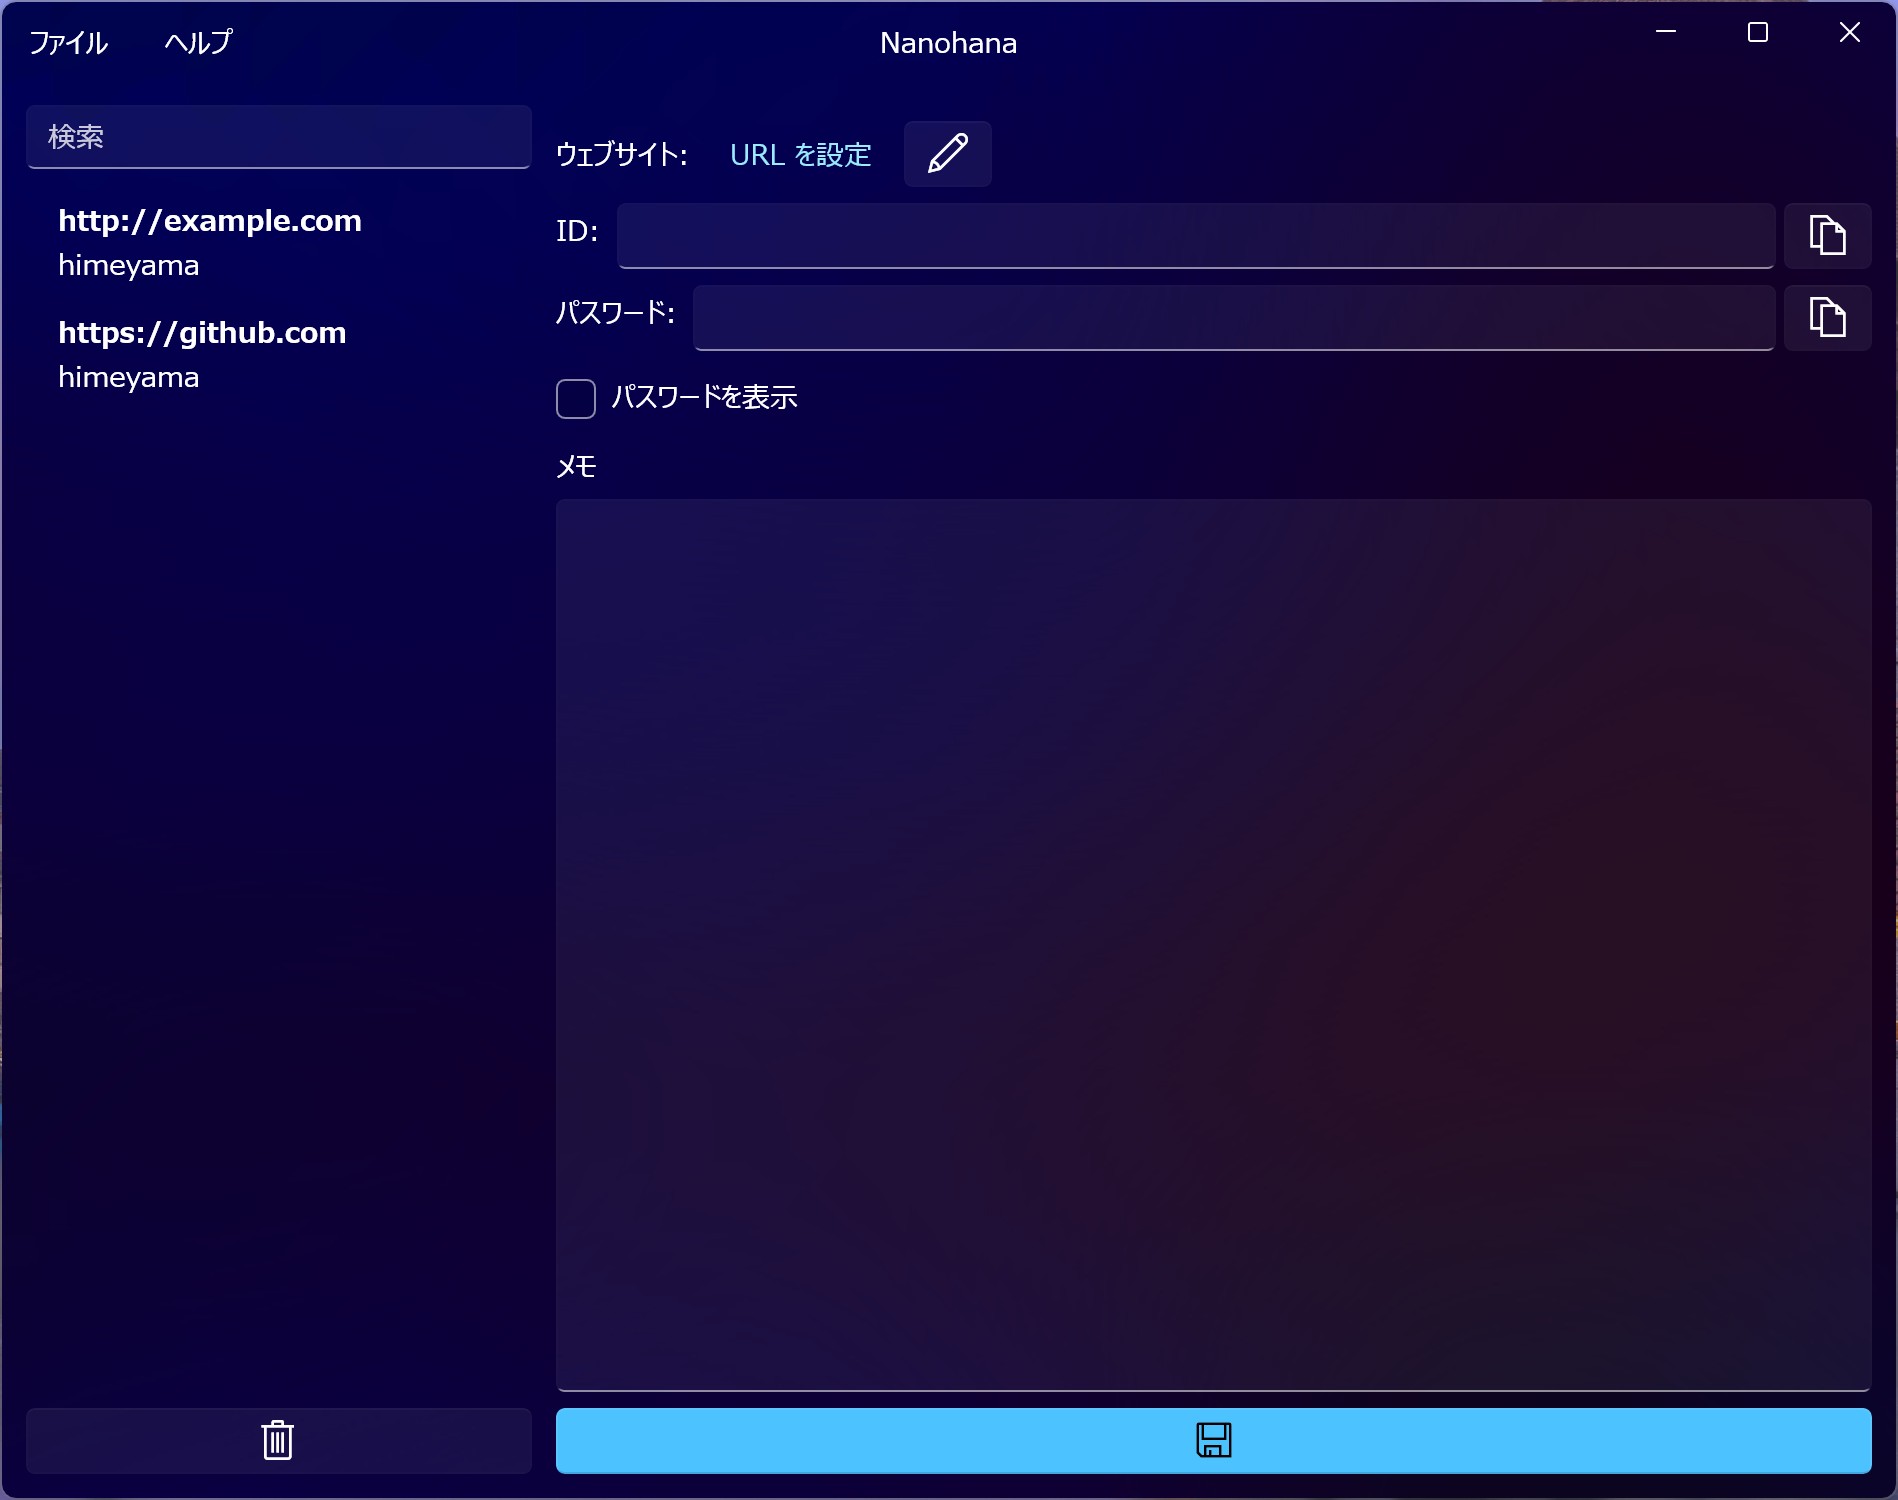 ファイル ヘルプ Nanohana
検索
http://example.com
himeyama
https://github.com
himeyama
ウェブサイト: URL を設定
ID:
パスワード:
パスワードを表示
メモ